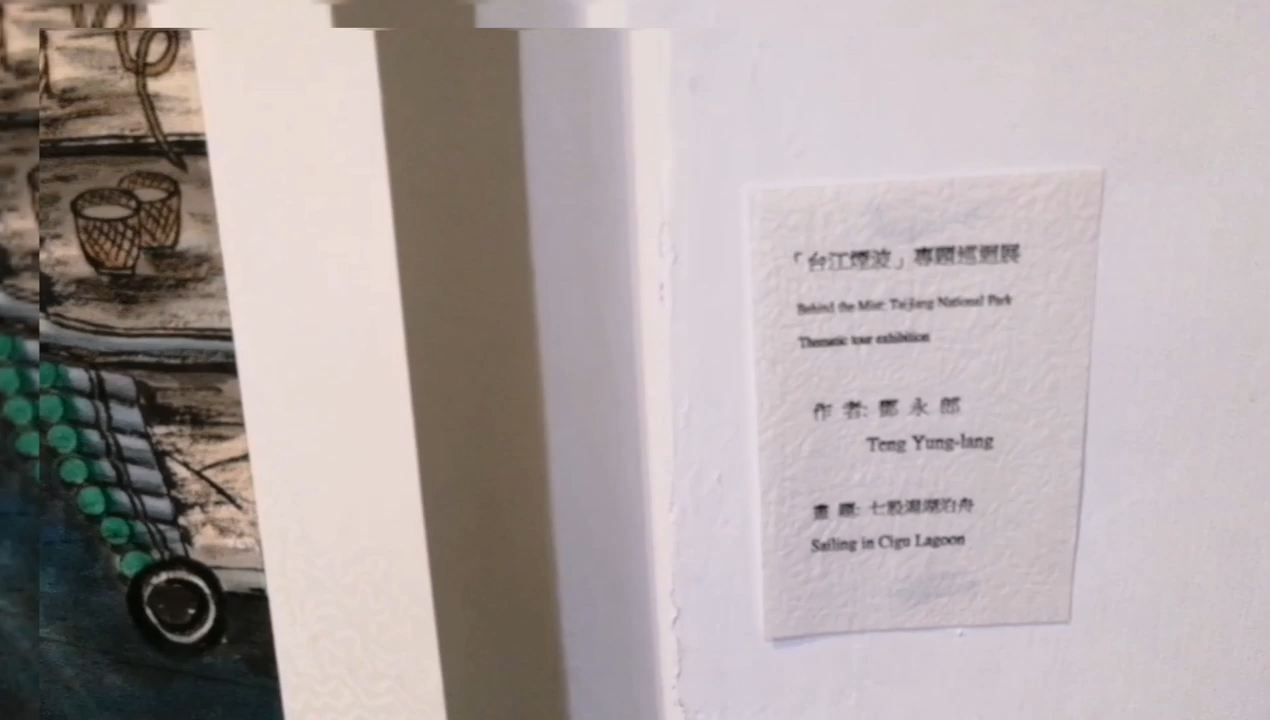 「台江煙波」專題巡迴展
Behind the Mist: Taijiang National Park
Thematic tour exhibition
作 者: 鄧 永 郎
Teng Yung-lang
畫 題: 七股潟湖泊舟
Sailing in Cigu Lagoon